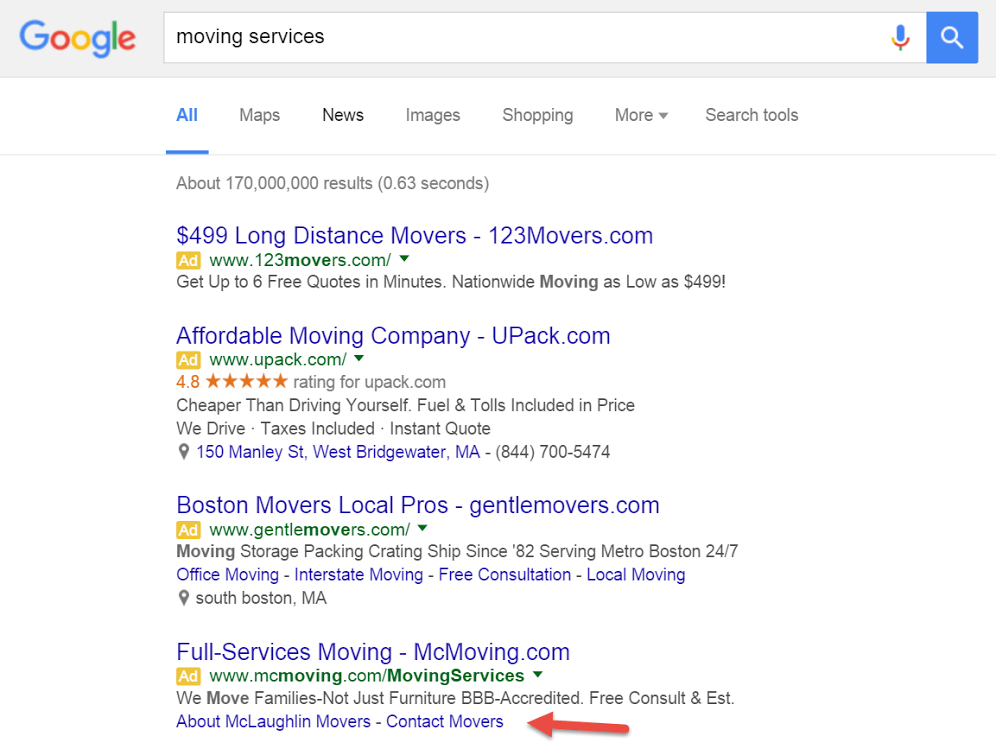 Google
moving services
All Maps News Images Shopping More Search tools
About 170,000,000 results (0.63 seconds)
$499 Long Distance Movers - 123Movers.com
Ad www.123movers.com/
Get Up to 6 Free Quotes in Minutes. Nationwide Moving as Low as $499!
Affordable Moving Company - UPack.com
Ad www.upack.com/
4.8 ★★★★★ rating for upack.com
Cheaper Than Driving Yourself. Fuel & Tolls Included in Price
We Drive · Taxes Included · Instant Quote
150 Manley St, West Bridgewater, MA - (844) 700-5474
Boston Movers Local Pros - gentlemovers.com
Ad www.gentlemovers.com/
Moving Storage Packing Crating Ship Since '82 Serving Metro Boston 24/7
Office Moving - Interstate Moving - Free Consultation - Local Moving
south boston, MA
Full-Services Moving - McMoving.com
Ad www.mcmoving.com/MovingServices
We Move Families-Not Just Furniture BBB-Accredited. Free Consult & Est.
About McLaughlin Movers - Contact Movers